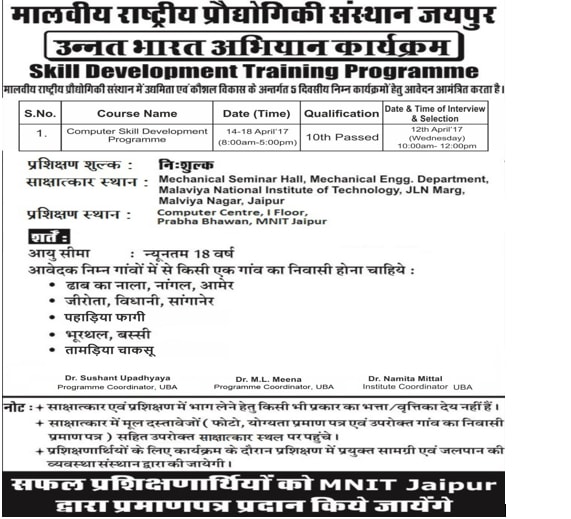 मालवीय राष्ट्रीय प्रौद्योगिकी संस्थान जयपुर
उन्नत भारत अभियान कार्यक्रम
Skill Development Training Programme
मालवीय राष्ट्रीय प्रौद्योगिकी संस्थान में उद्यमिता एवं कौशल विकास के अन्तर्गत 5 दिवसीय निम्न कार्यक्रमों हेतु आवेदन आमंत्रित करता है।
S.No. Course Name Date (Time) Qualification Date & Time of Interview & Selection
1. Computer Skill Development Programme 14-18 April'17 (8:00am-5:00pm) 10th Passed 12th April'17 (Wednesday) 10:00am- 12:00pm
प्रशिक्षण शुल्क : निःशुल्क
साक्षात्कार स्थान : Mechanical Seminar Hall, Mechanical Engg. Department,
Malaviya National Institute of Technology, JLN Marg,
Malviya Nagar, Jaipur
प्रशिक्षण स्थान : Computer Centre, I Floor,
Prabha Bhawan, MNIT Jaipur
शर्तें :
आयु सीमा : न्यूनतम 18 वर्ष
आवेदक निम्न गांवों में से किसी एक गांव का निवासी होना चाहिये :
• ढाब का नाला, नांगल, आमेर
• जीरोता, विधानी, सांगानेर
• पहाड़िया फागी
• भूरथल, बस्सी
• तामड़िया चाकसू
Dr. Sushant Upadhyaya Dr. M.L. Meena Dr. Namita Mittal
Programme Coordinator, UBA Programme Coordinator, UBA Institute Coordinator UBA
नोट : + साक्षात्कार एवं प्रशिक्षण में भाग लेने हेतु किसी भी प्रकार का भत्ता/वृत्तिका देय नहीं हैं।
+ साक्षात्कार में मूल दस्तावेजों ( फोटो, योग्यता प्रमाण पत्र एवं उपरोक्त गांव का निवासी
प्रमाण पत्र ) सहित उपरोक्त साक्षात्कार स्थल पर पहुंचे।
+ प्रशिक्षणार्थियों के लिए कार्यक्रम के दौरान प्रशिक्षण में प्रयुक्त सामग्री एवं जलपान की
व्यवस्था संस्थान द्वारा की जायेगी।
सफल प्रशिक्षणार्थियों को MNIT Jaipur
द्वारा प्रमाणपत्र प्रदान किये जायेंगे